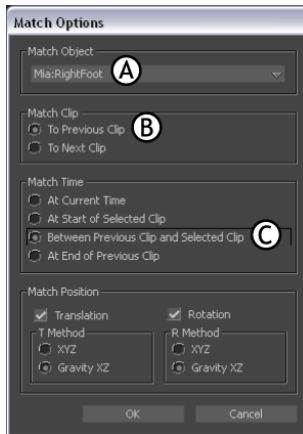 Match Options
Match Object
Mia:RightFoot A
Match Clip
To Previous Clip B
To Next Clip
Match Time
At Current Time
At Start of Selected Clip
Between Previous Clip and Selected Clip C
At End of Previous Clip
Match Position
Translation Rotation
T Method R Method
XYZ XYZ
Gravity XZ Gravity XZ
OK Cancel